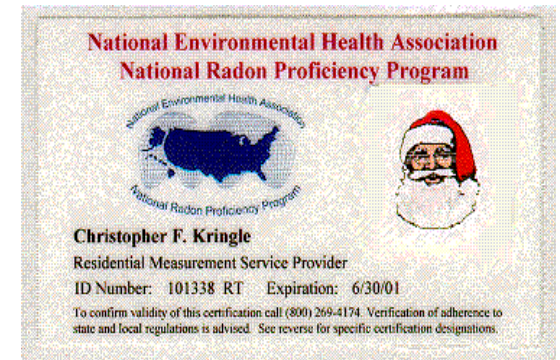 National Environmental Health Association
National Radon Proficiency Program
National Environmental Health Association
National Radon Proficiency Program
Christopher F. Kringle
Residential Measurement Service Provider
ID Number: 101338 RT Expiration: 6/30/01
To confirm validity of this certification call (800) 269-4174. Verification of adherence to
state and local regulations is advised. See reverse for specific certification designations.